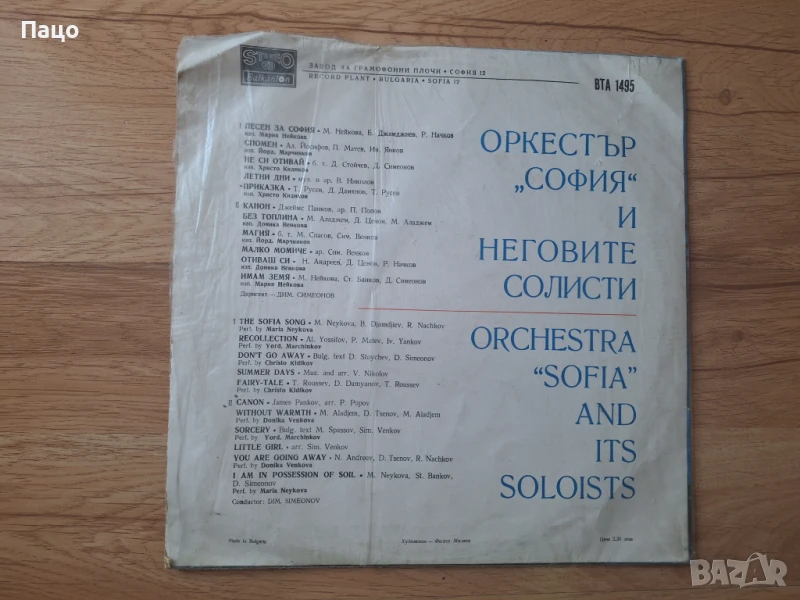 Пацо
STEREO
33
Balkanton
ЗАВОД ЗА ГРАМОФОННИ ПЛОЧИ • СОФИЯ 12
RECORD PLANT • BULGARIA • SOFIA 12
ВТА 1495
I ПЕСЕН ЗА СОФИЯ • М. Нейкова, Б. Джамджиев, Р. Начков
изп. Мария Нейкова
СПОМЕН • Ал. Йосифов, П. Матев, Ив. Янков
изп. Йорд. Марчинков
НЕ СИ ОТИВАЙ • б. т. Д. Стойчев, Д. Симеонов
изп. Христо Кидиков
ЛЕТНИ ДНИ • муз. и ар. В. Николов
ПРИКАЗКА • Т. Русев, Д. Дамянов, Т. Русев
изп. Христо Кидиков
II КАНОН • Джеймс Панков, ар. П. Попов
БЕЗ ТОПЛИНА • М. Аладжем, Д. Ценов, М. Аладжем
изп. Доника Венкова
МАГИЯ • б. т. М. Спасов, Сим. Венков
изп. Йорд. Марчинков
МАЛКО МОМИЧЕ • ар. Сим. Венков
ОТИВАШ СИ • Н. Андреев, Д. Ценов, Р. Начков
изп. Доника Венкова
ИМАМ ЗЕМЯ • М. Нейкова, Ст. Банков, Д. Симеонов
изп. Мария Нейкова
Диригент — ДИМ. СИМЕОНОВ
ОРКЕСТЪР
„СОФИЯ“
И
НЕГОВИТЕ
СОЛИСТИ
I THE SOFIA SONG • M. Neykova, B. Djamdjiev, R. Nachkov
Perf. by Maria Neykova
RECOLLECTION • Al. Yossifov, P. Matev, Iv. Yankov
Perf. by Yord. Marchinkov
DON'T GO AWAY • Bulg. text D. Stoychev, D. Simeonov
Perf. by Christo Kidikov
SUMMER DAYS • Mus. and arr. V. Nikolov
FAIRY-TALE • T. Roussev, D. Damyanov, T. Roussev
Perf. by Christo Kidikov
II CANON • James Pankov, arr. P. Popov
WITHOUT WARMTH • M. Aladjem, D. Tsenov, M. Aladjem
Perf. by Donika Venkova
SORCERY • Bulg. text M. Spassov, Sim. Venkov
Perf. by Yord. Marchinkov
LITTLE GIRL • arr. Sim. Venkov
YOU ARE GOING AWAY • N. Andreev, D. Tsenov, R. Nachkov
Perf. by Donika Venkova
I AM IN POSSESION OF SOIL • M. Neykova, St. Bankov,
D. Simeonov
Perf. by Maria Neykova
Conductor: DIM. SIMEONOV
ORCHESTRA
“SOFIA”
AND
ITS
SOLOISTS
Made in Bulgaria
Художник —
Цена
BAZAR